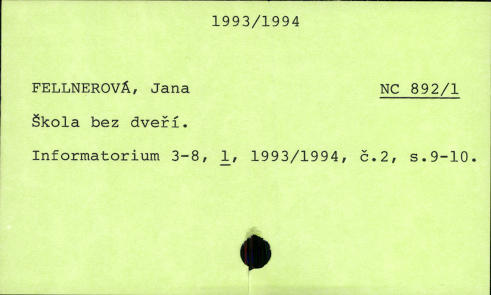 1993/1994
FELLNEROVÁ, Jana NC 892/1
Škola bez dveří.
Informatorium 3-8, 1, 1993/1994, č.2, s.9-10.